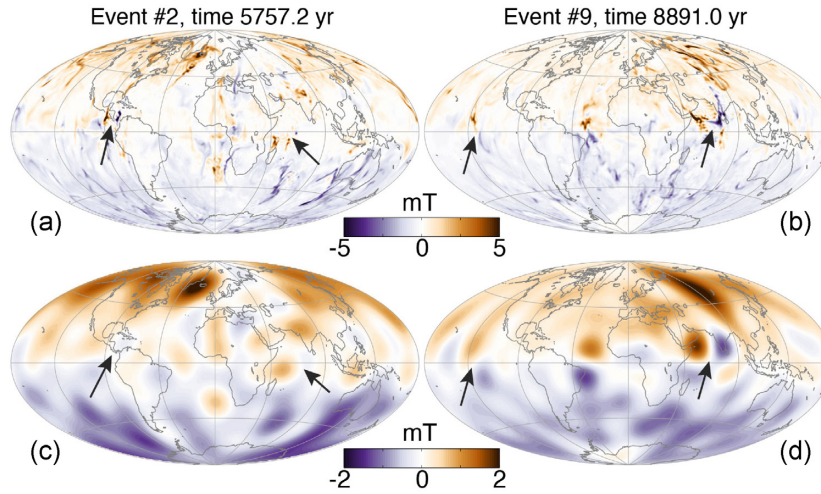 Event #2, time 5757.2 yr
Event #9, time 8891.0 yr
(a)
mT
-5 0 5
(b)
(c)
mT
-2 0 2
(d)